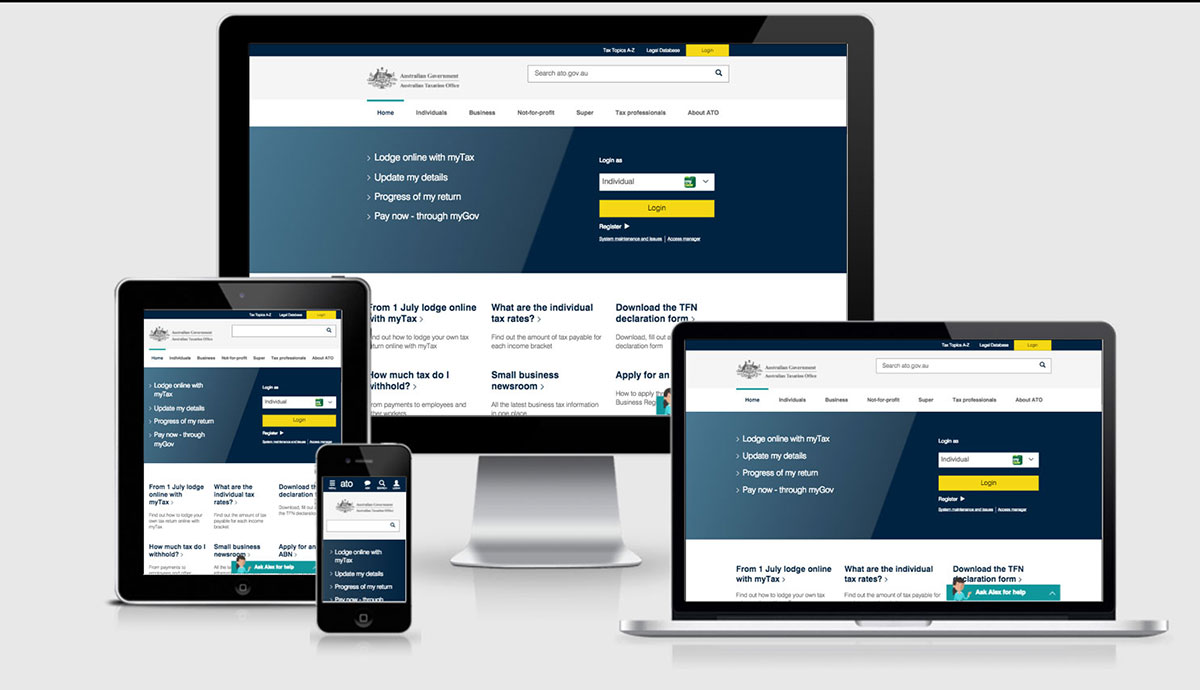 Tax Topics A-Z Legal Database Login
Australian Government
Australian Taxation Office
Search ato.gov.au
Home Individuals Business Not-for-profit Super Tax professionals About ATO
Lodge online with myTax
Update my details
Progress of my return
Pay now - through myGov
Login as
Individual
Login
Register
System maintenance and issues | Access manager
From 1 July lodge online
with myTax
Find out how to lodge your own tax
return online with myTax
What are the individual
tax rates?
Find out the amount of tax payable for
each income bracket
Download the TFN
declaration form
Download, fill out a
declaration form
How much tax do I
withhold?
From payments to employees and
other workers
Small business
newsroom
All the latest business tax information
in one place
Apply for an
How to apply f
Business Reg
Tax Topics A-Z Legal Database Login
Australian Government
Australian Taxation Office
Home Individuals Business Not-for-profit Super Tax professionals About ATO
Lodge online with
myTax
Update my details
Progress of my return
Pay now - through
myGov
Login as
Individual
Login
Register
System maintenance and issues | Access manager
From 1 July lodge
online with
myTax
Find out how to lodge your
own tax return online with
myTax
What are the
individual tax
rates?
Find out the amount of tax
payable for each income
bracket
Download th
declaration
Download, fill ou
the TFN declarat
How much tax do I
withhold?
From payments to
employees and other
Small business
newsroom
All the la
Apply for an
ABN
Ask Alex for help
MENU
ato
Australian Government
Australian Taxation Office
Lodge online with
myTax
Update my details
Progress of my return
Pay now - through
Tax Topics A-Z Legal Database Login
Australian Government
Australian Taxation Office
Search ato.gov.au
Home Individuals Business Not-for-profit Super Tax professionals About ATO
Lodge online with myTax
Update my details
Progress of my return
Pay now - through myGov
Login as
Individual
Login
Register
System maintenance and issues | Access manager
From 1 July lodge online
with myTax
Find out how to lodge your own tax
What are the individual
tax rates?
Find out the amount of tax payable for
Download the TFN
declaration form
Ask Alex for help